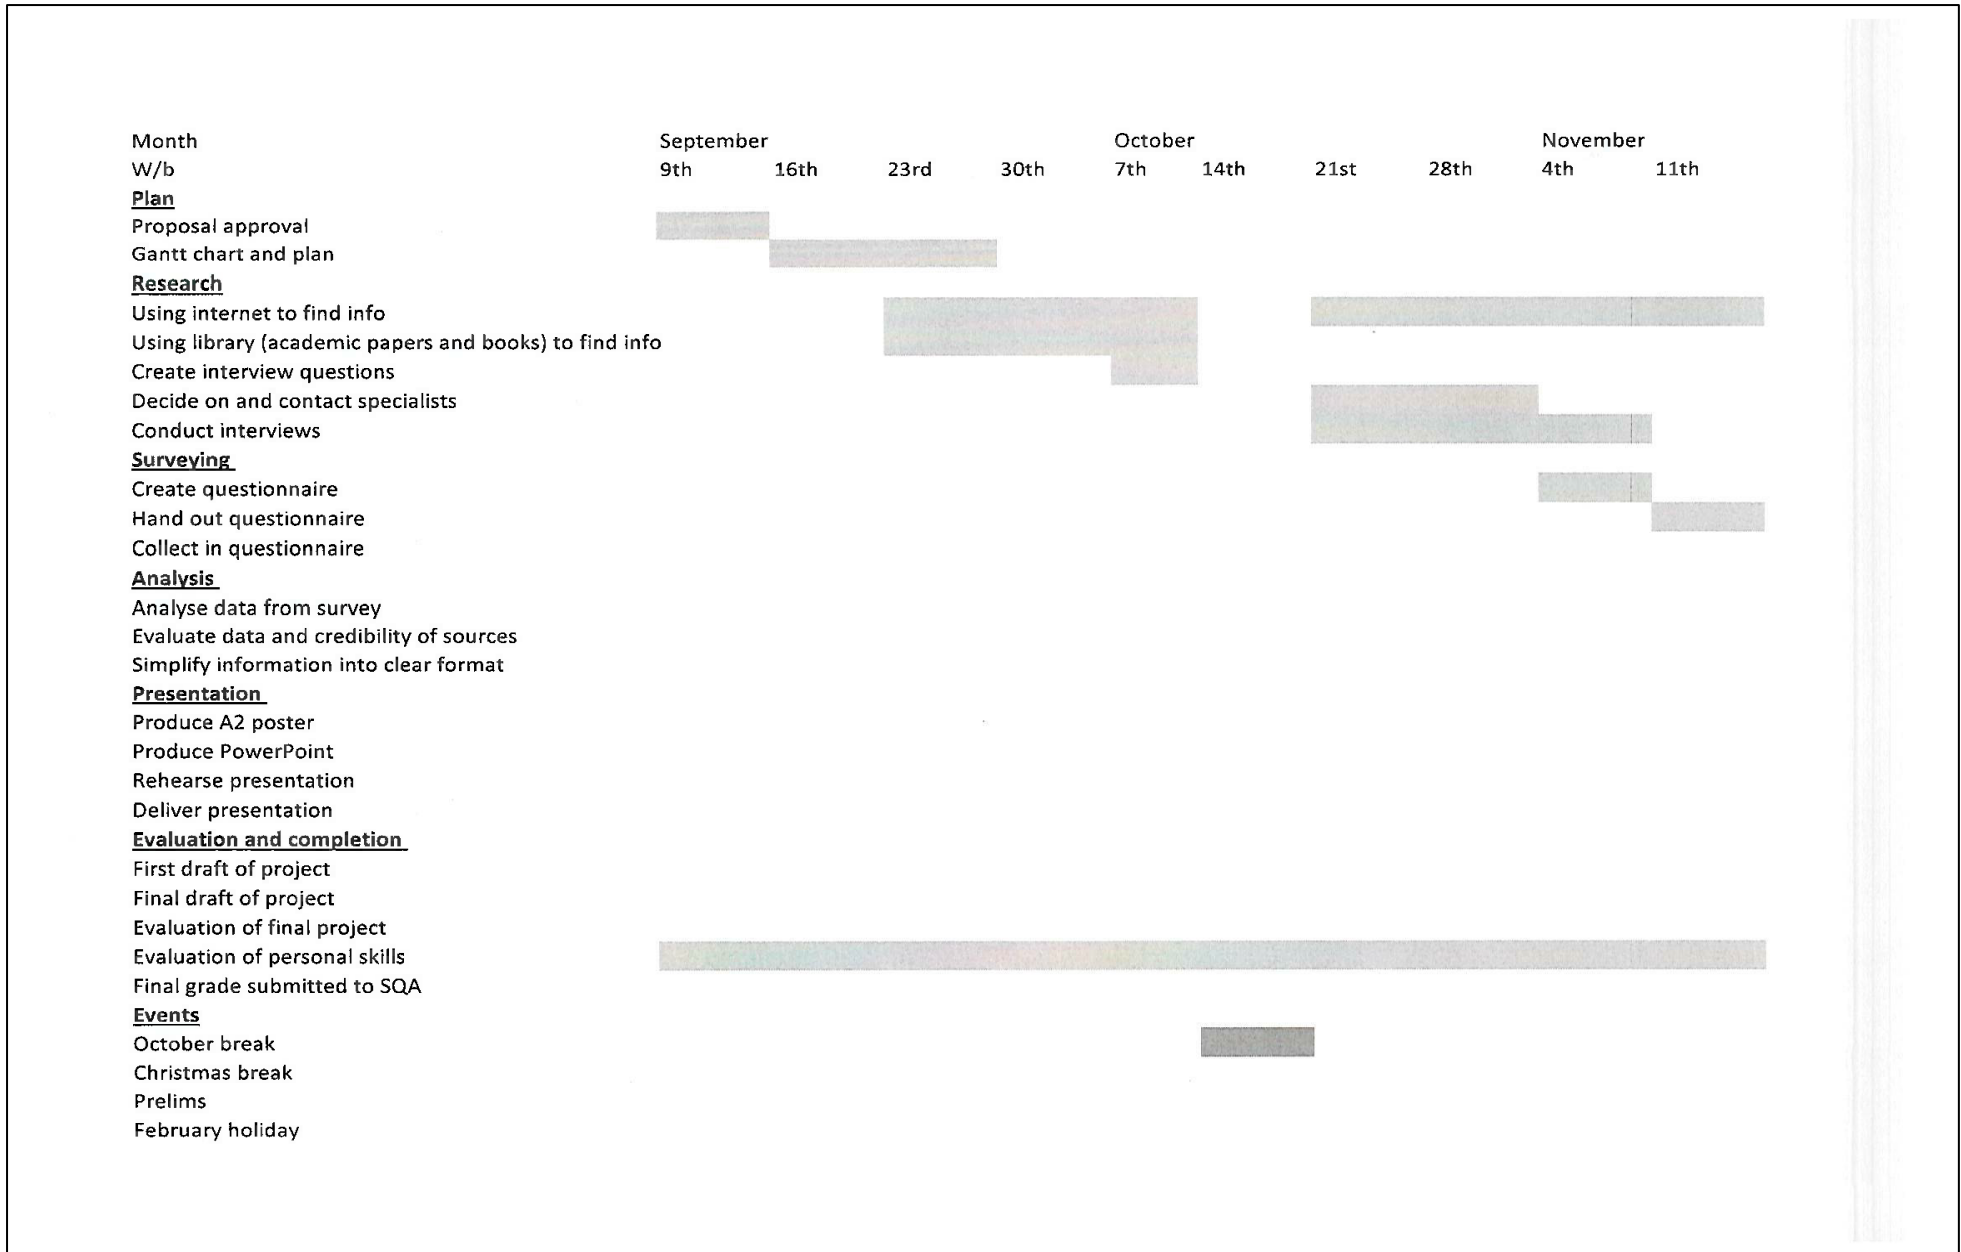 Month September October November
W/b 9th 16th 23rd 30th 7th 14th 21st 28th 4th 11th
Plan
Proposal approval
Gantt chart and plan
Research
Using internet to find info
Using library (academic papers and books) to find info
Create interview questions
Decide on and contact specialists
Conduct interviews
Surveying
Create questionnaire
Hand out questionnaire
Collect in questionnaire
Analysis
Analyse data from survey
Evaluate data and credibility of sources
Simplify information into clear format
Presentation
Produce A2 poster
Produce PowerPoint
Rehearse presentation
Deliver presentation
Evaluation and completion
First draft of project
Final draft of project
Evaluation of final project
Evaluation of personal skills
Final grade submitted to SQA
Events
October break
Christmas break
Prelims
February holiday